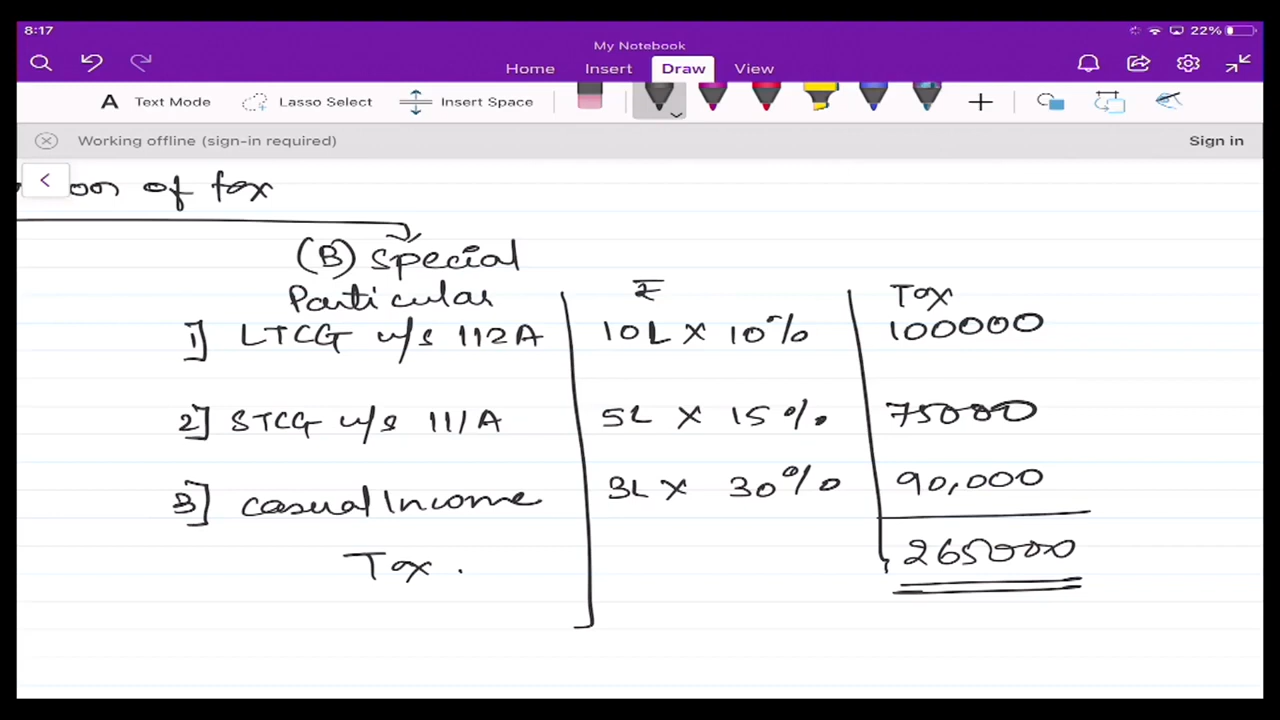 8:17
22%
My Notebook
Home Insert Draw View
Text Mode Lasso Select Insert Space
Working offline (sign-in required) Sign in
of tax
(B) Special
Particular ₹ Tax
1] LTCG u/s 112A 10L X 10% 100000
2] STCG u/s 111A 5L X 15%. 75000
3] Casual Income 3L X 30% 90,000
Tax . 265000